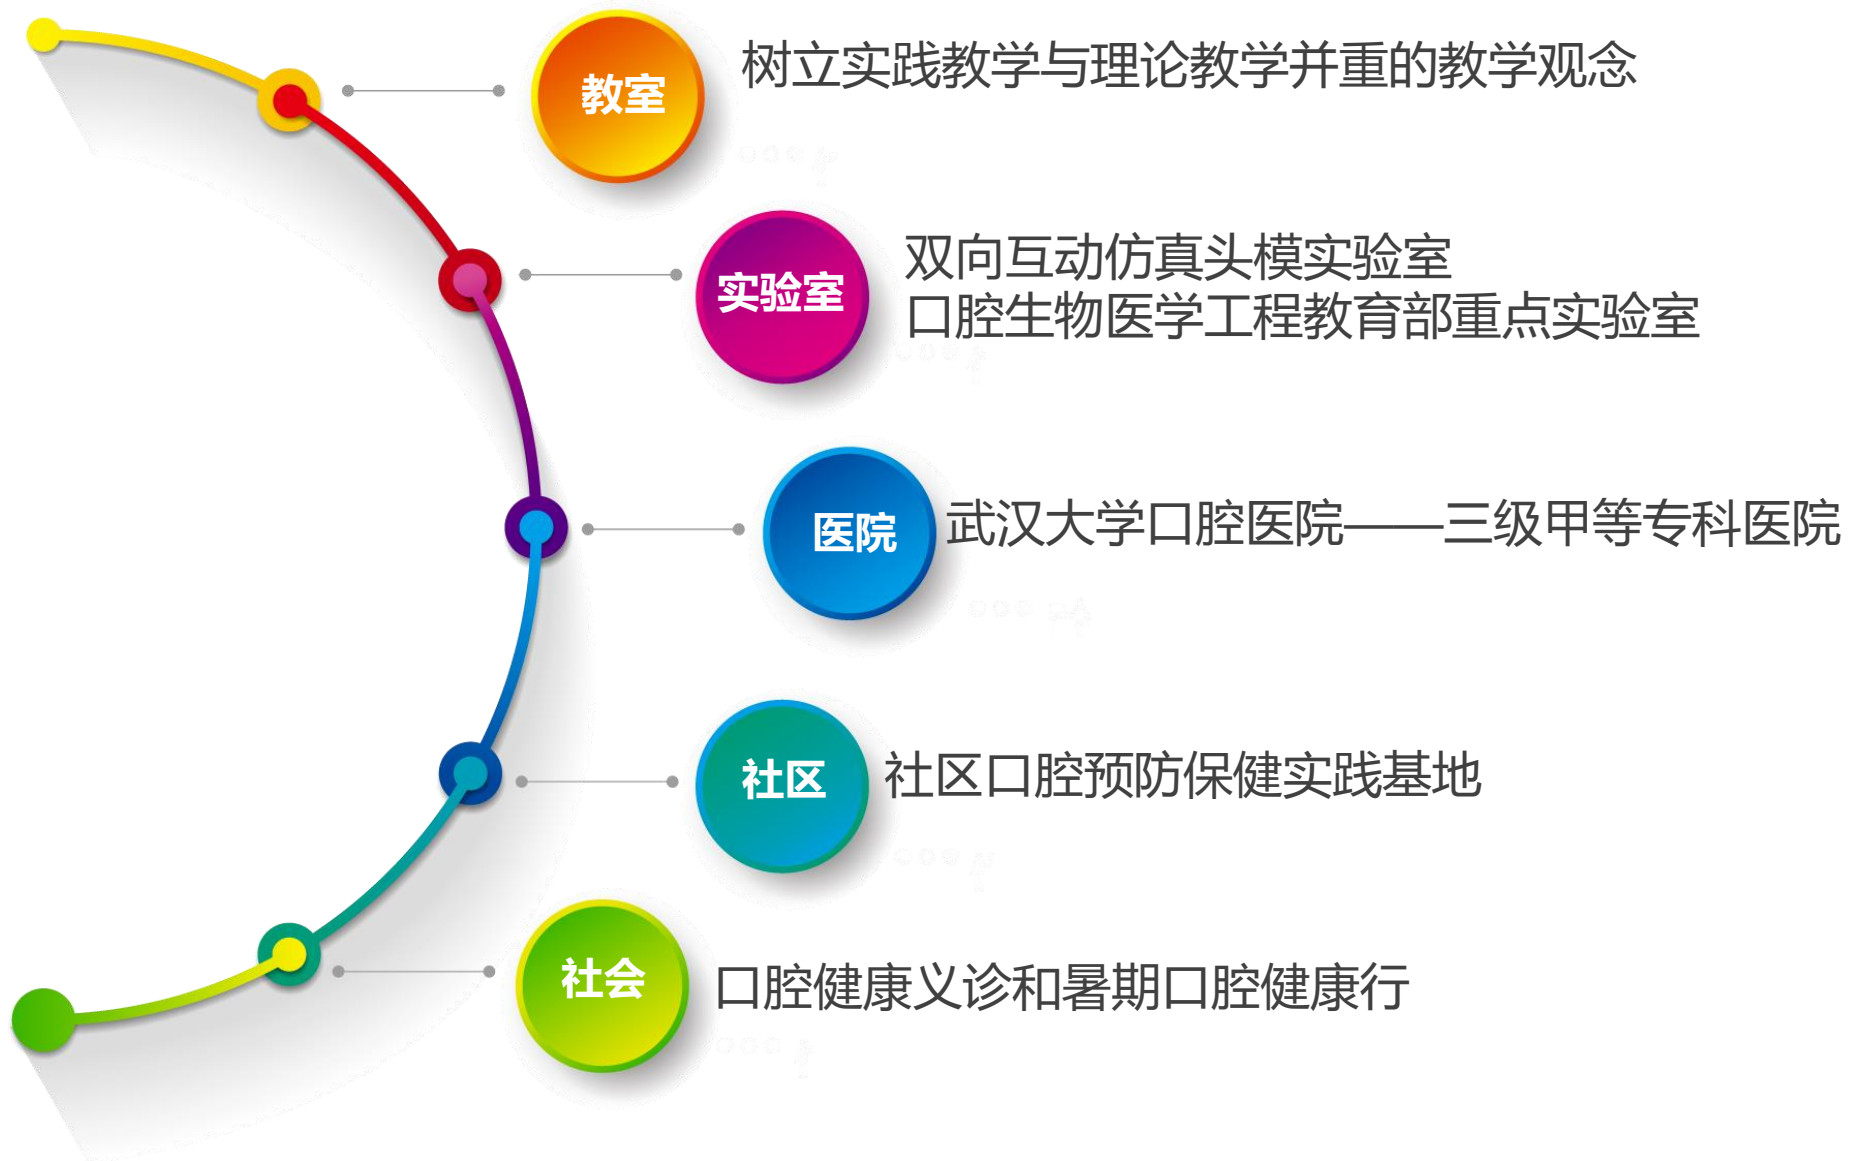 教室
树立实践教学与理论教学并重的教学观念
实验室
双向互动仿真头模实验室
口腔生物医学工程教育部重点实验室
医院
武汉大学口腔医院——三级甲等专科医院
社区
社区口腔预防保健实践基地
社会
口腔健康义诊和暑期口腔健康行